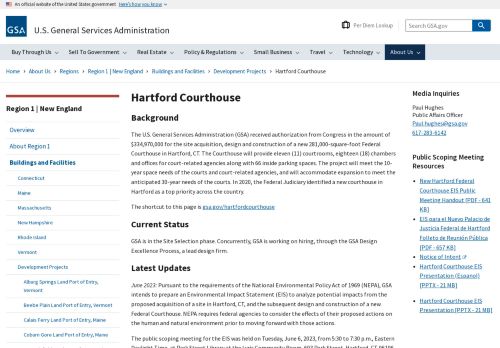 An official website of the United States government Here's how you know
GSA U.S. General Services Administration
Per Diem Lookup
Search GSA.gov
Buy Through Us Sell To Government Real Estate Policy & Regulations Small Business Travel Technology About Us
Home › About Us › Regions › Region 1 | New England › Buildings and Facilities › Development Projects › Hartford Courthouse
Region 1 | New England
Overview
About Region 1
Buildings and Facilities
Connecticut
Maine
Massachusetts
New Hampshire
Rhode Island
Vermont
Development Projects
Alburg Springs Land Port of Entry, Vermont
Beebe Plain Land Port of Entry, Vermont
Calais Ferry Land Port of Entry, Maine
Coburn Gore Land Port of Entry, Maine
Hartford Courthouse
Background
The U.S. General Services Administration (GSA) received authorization from Congress in the amount of
$334,970,000 for the site acquisition, design and construction of a new 281,000-square-foot Federal
Courthouse in Hartford, CT. The Courthouse will provide eleven (11) courtrooms, eighteen (18) chambers
and offices for court-related agencies along with 66 inside parking spaces. The project will meet the 10-
year space needs of the courts and court-related agencies, and will accommodate expansion to meet the
anticipated 30-year needs of the courts. In 2020, the Federal Judiciary identified a new courthouse in
Hartford as a top priority across the country.
The shortcut to this page is gsa.gov/hartfordcourthouse.
Current Status
GSA is in the Site Selection phase. Concurrently, GSA is working on hiring, through the GSA Design
Excellence Process, a lead design firm.
Latest Updates
June 2023: Pursuant to the requirements of the National Environmental Policy Act of 1969 (NEPA), GSA
intends to prepare an Environmental Impact Statement (EIS) to analyze potential impacts from the
proposed acquisition of a site in Hartford, CT, and the subsequent design and construction of a new
Federal Courthouse. NEPA requires federal agencies to consider the effects of their proposed actions on
the human and natural environment prior to moving forward with those actions.
The public scoping meeting for the EIS was held on Tuesday, June 6, 2023, from 5:30 to 7:30 p.m., Eastern
Media Inquiries
Paul Hughes
Public Affairs Officer
Paul.hughes@gsa.gov
617-283-6142
Public Scoping Meeting
Resources
New Hartford Federal
Courthouse EIS Public
Meeting Handout [PDF - 641
KB]
EIS para el Nuevo Palacio de
Justicia Federal de Hartford
Folleto de Reunión Pública
[PDF - 657 KB]
Notice of Intent
Hartford Courthouse EIS
Presentation (Espanol)
[PPTX - 21 MB]
Hartford Courthouse EIS
Presentation [PPTX - 21
MB]